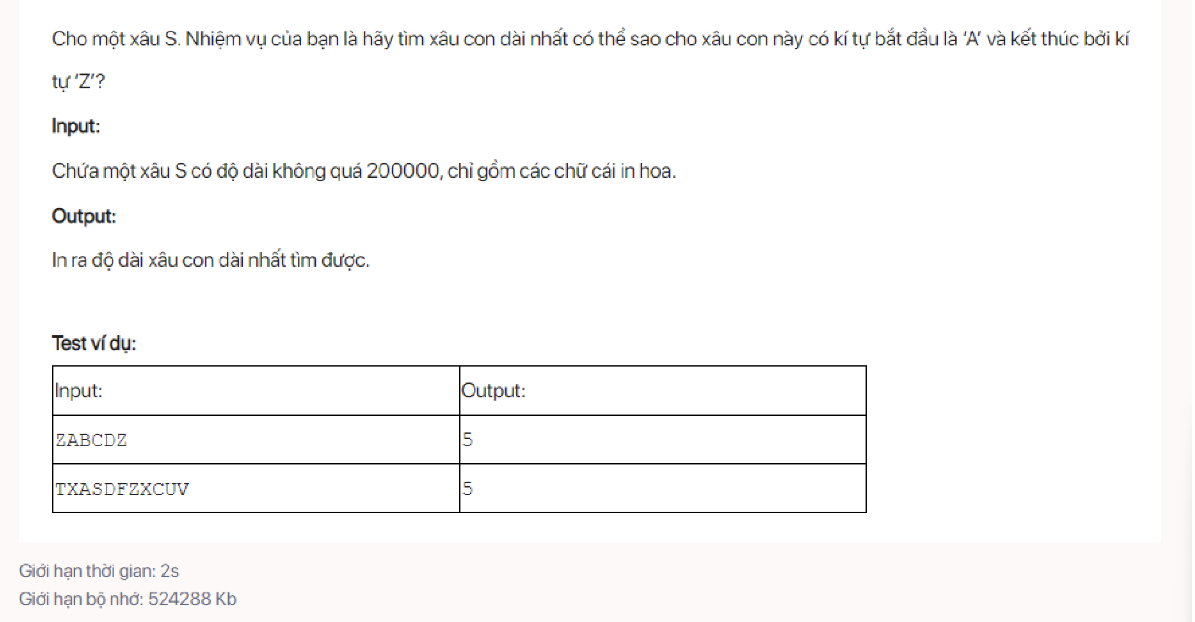 Cho một xâu S. Nhiệm vụ của bạn là hãy tìm xâu con dài nhất có thể sao cho xâu con này có kí tự bắt đầu là ‘A’ và kết thúc bởi kí
tự ‘Z’?
Input:
Chứa một xâu S có độ dài không quá 200000, chỉ gồm các chữ cái in hoa.
Output:
In ra độ dài xâu con dài nhất tìm được.
Test ví dụ:
Input: Output:
ZABCDZ 5
TXASDFZXCUV 5
Giới hạn thời gian: 2s
Giới hạn bộ nhớ: 524288 Kb